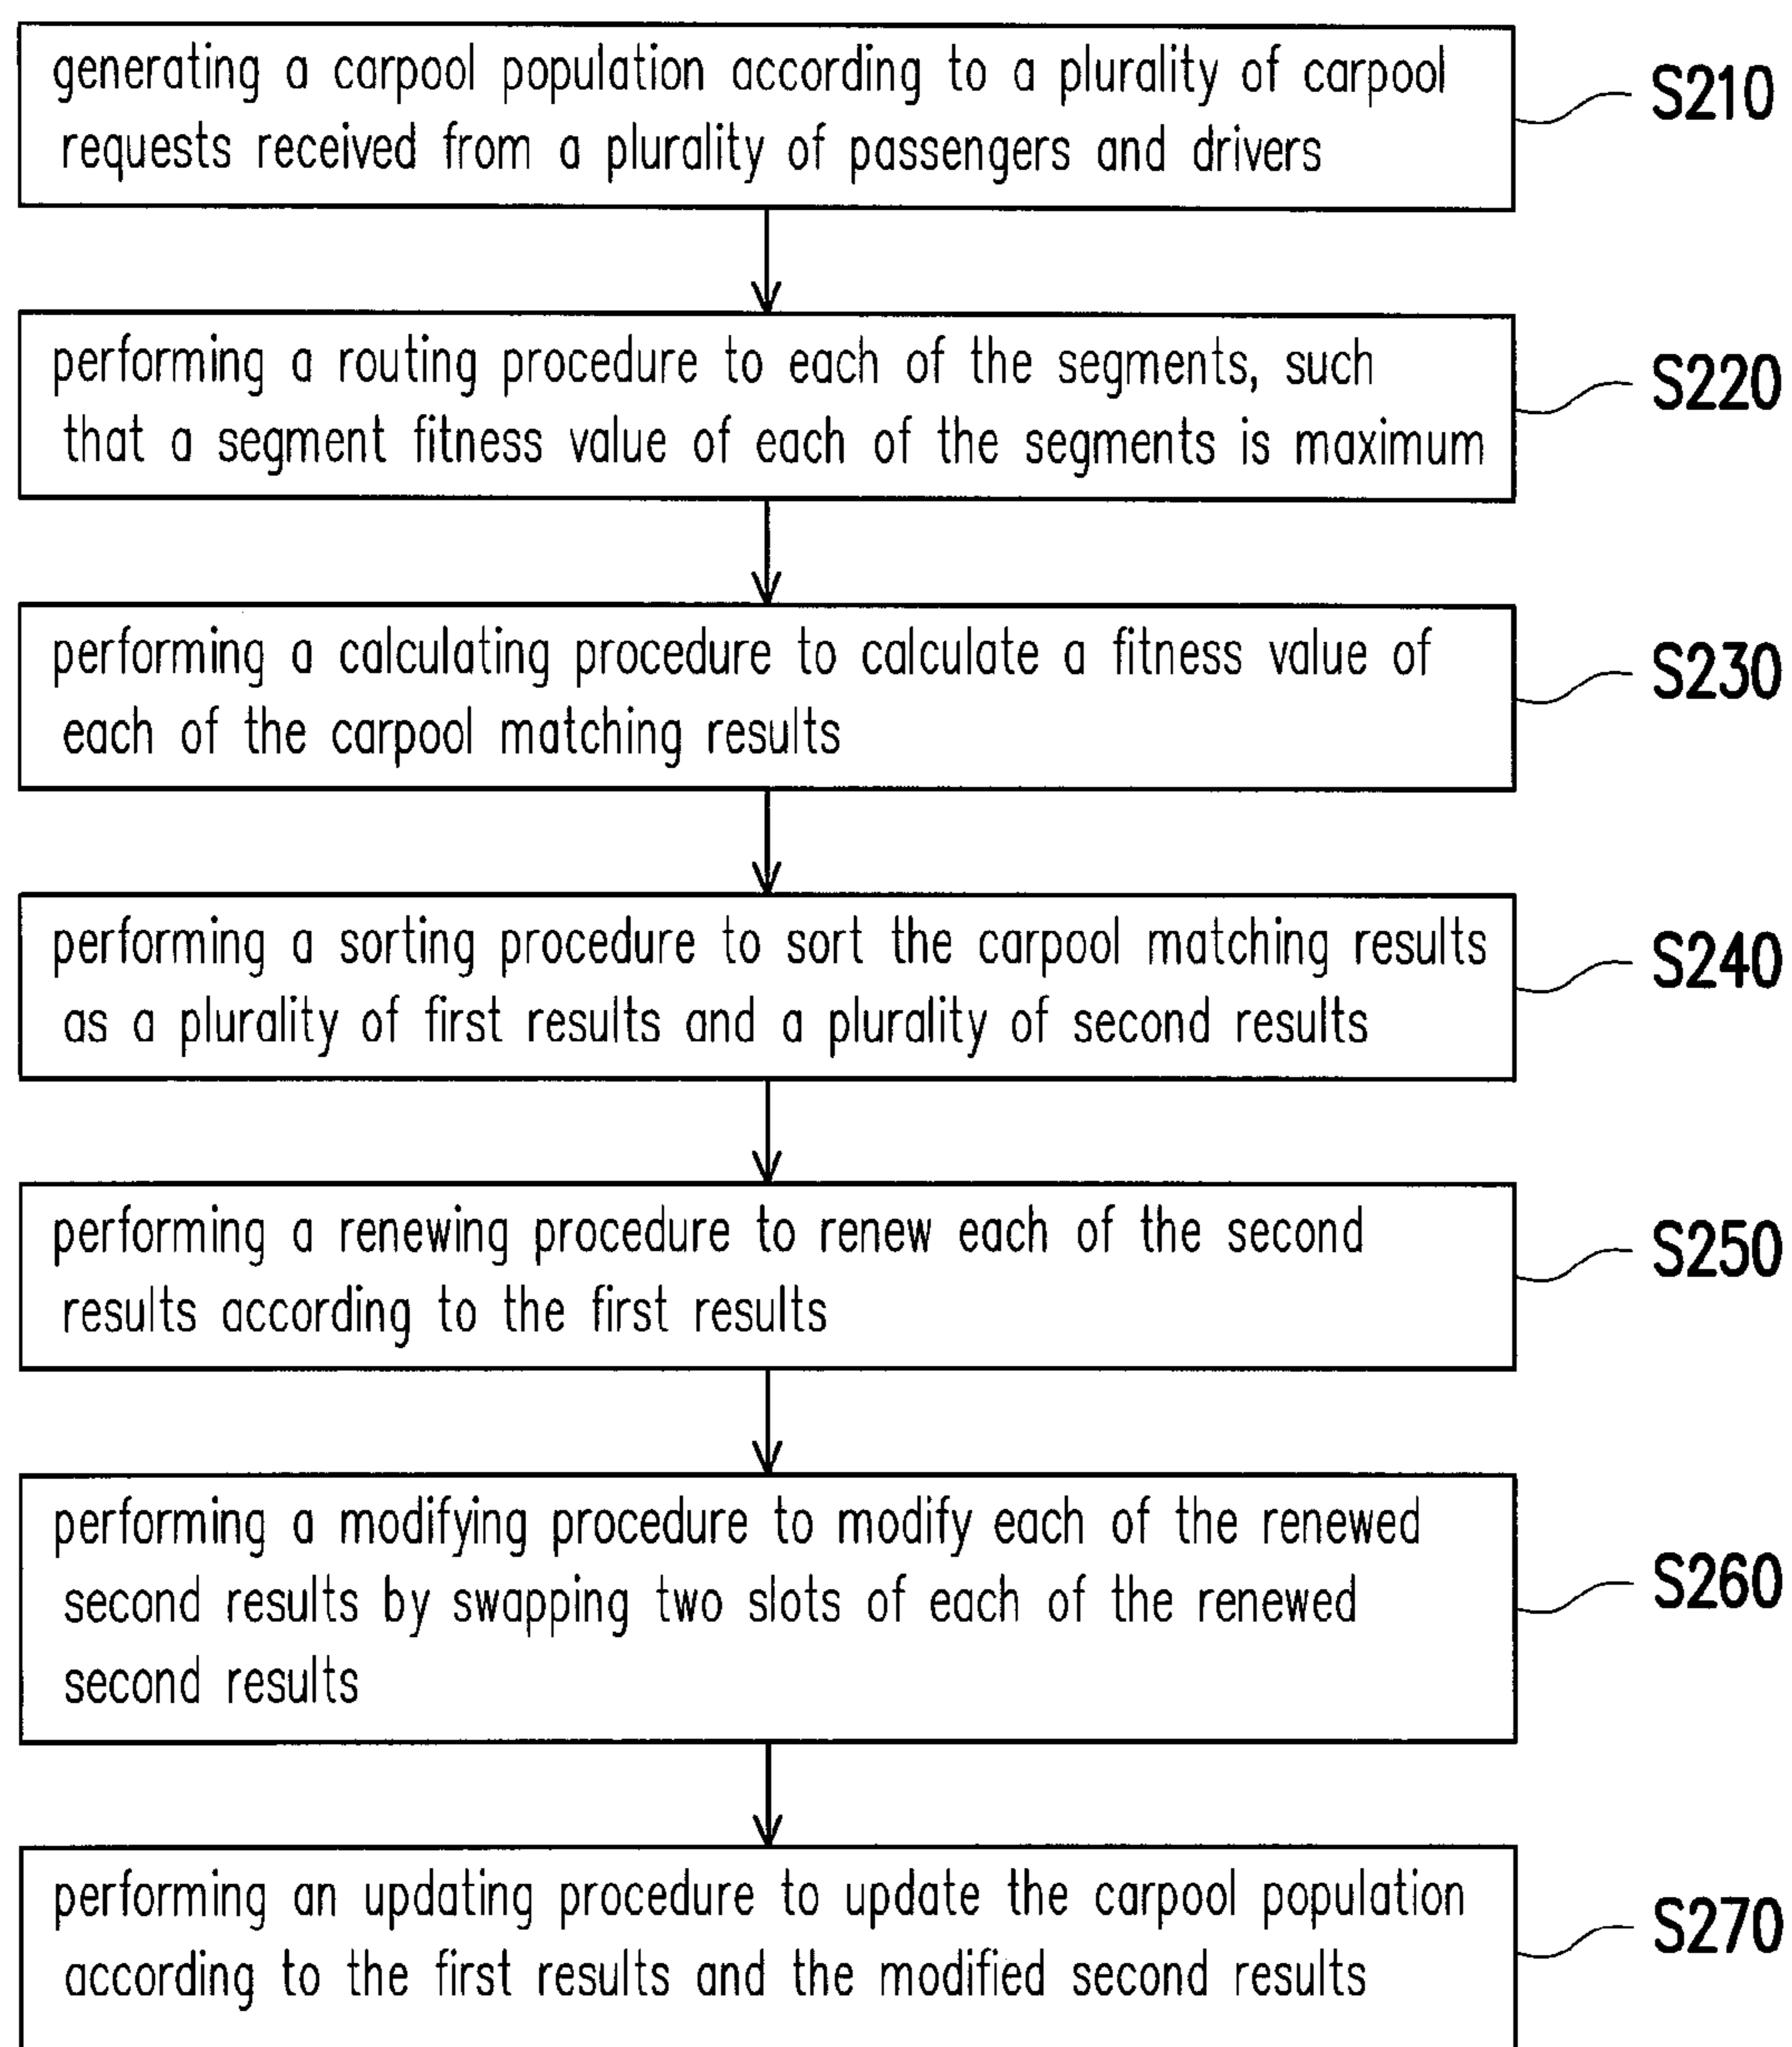 generating a carpool population according to a plurality of carpool
requests received from a plurality of passengers and drivers
S210
performing a routing procedure to each of the segments, such
that a segment fitness value of each of the segments is maximum
S220
performing a calculating procedure to calculate a fitness value of
each of the carpool matching results
S230
performing a sorting procedure to sort the carpool matching results
as a plurality of first results and a plurality of second results
S240
performing a renewing procedure to renew each of the second
results according to the first results
S250
performing a modifying procedure to modify each of the renewed
second results by swapping two slots of each of the renewed
second results
S260
performing an updating procedure to update the carpool population
according to the first results and the modified second results
S270